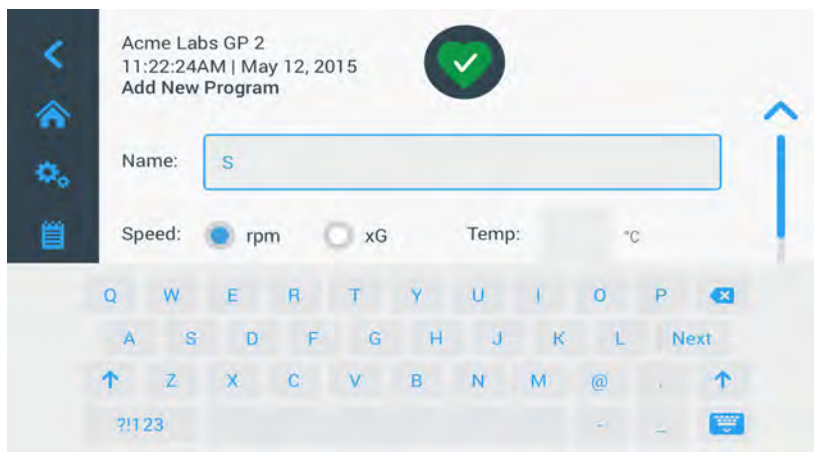 Acme Labs GP 2
11:22:24AM | May 12, 2015
Add New Program
Name: S
Speed: rpm xG Temp: °C
Q W E R T Y U I O P
A S D F G H J K L Next
Z X C V B N M @ .
?!123 - _